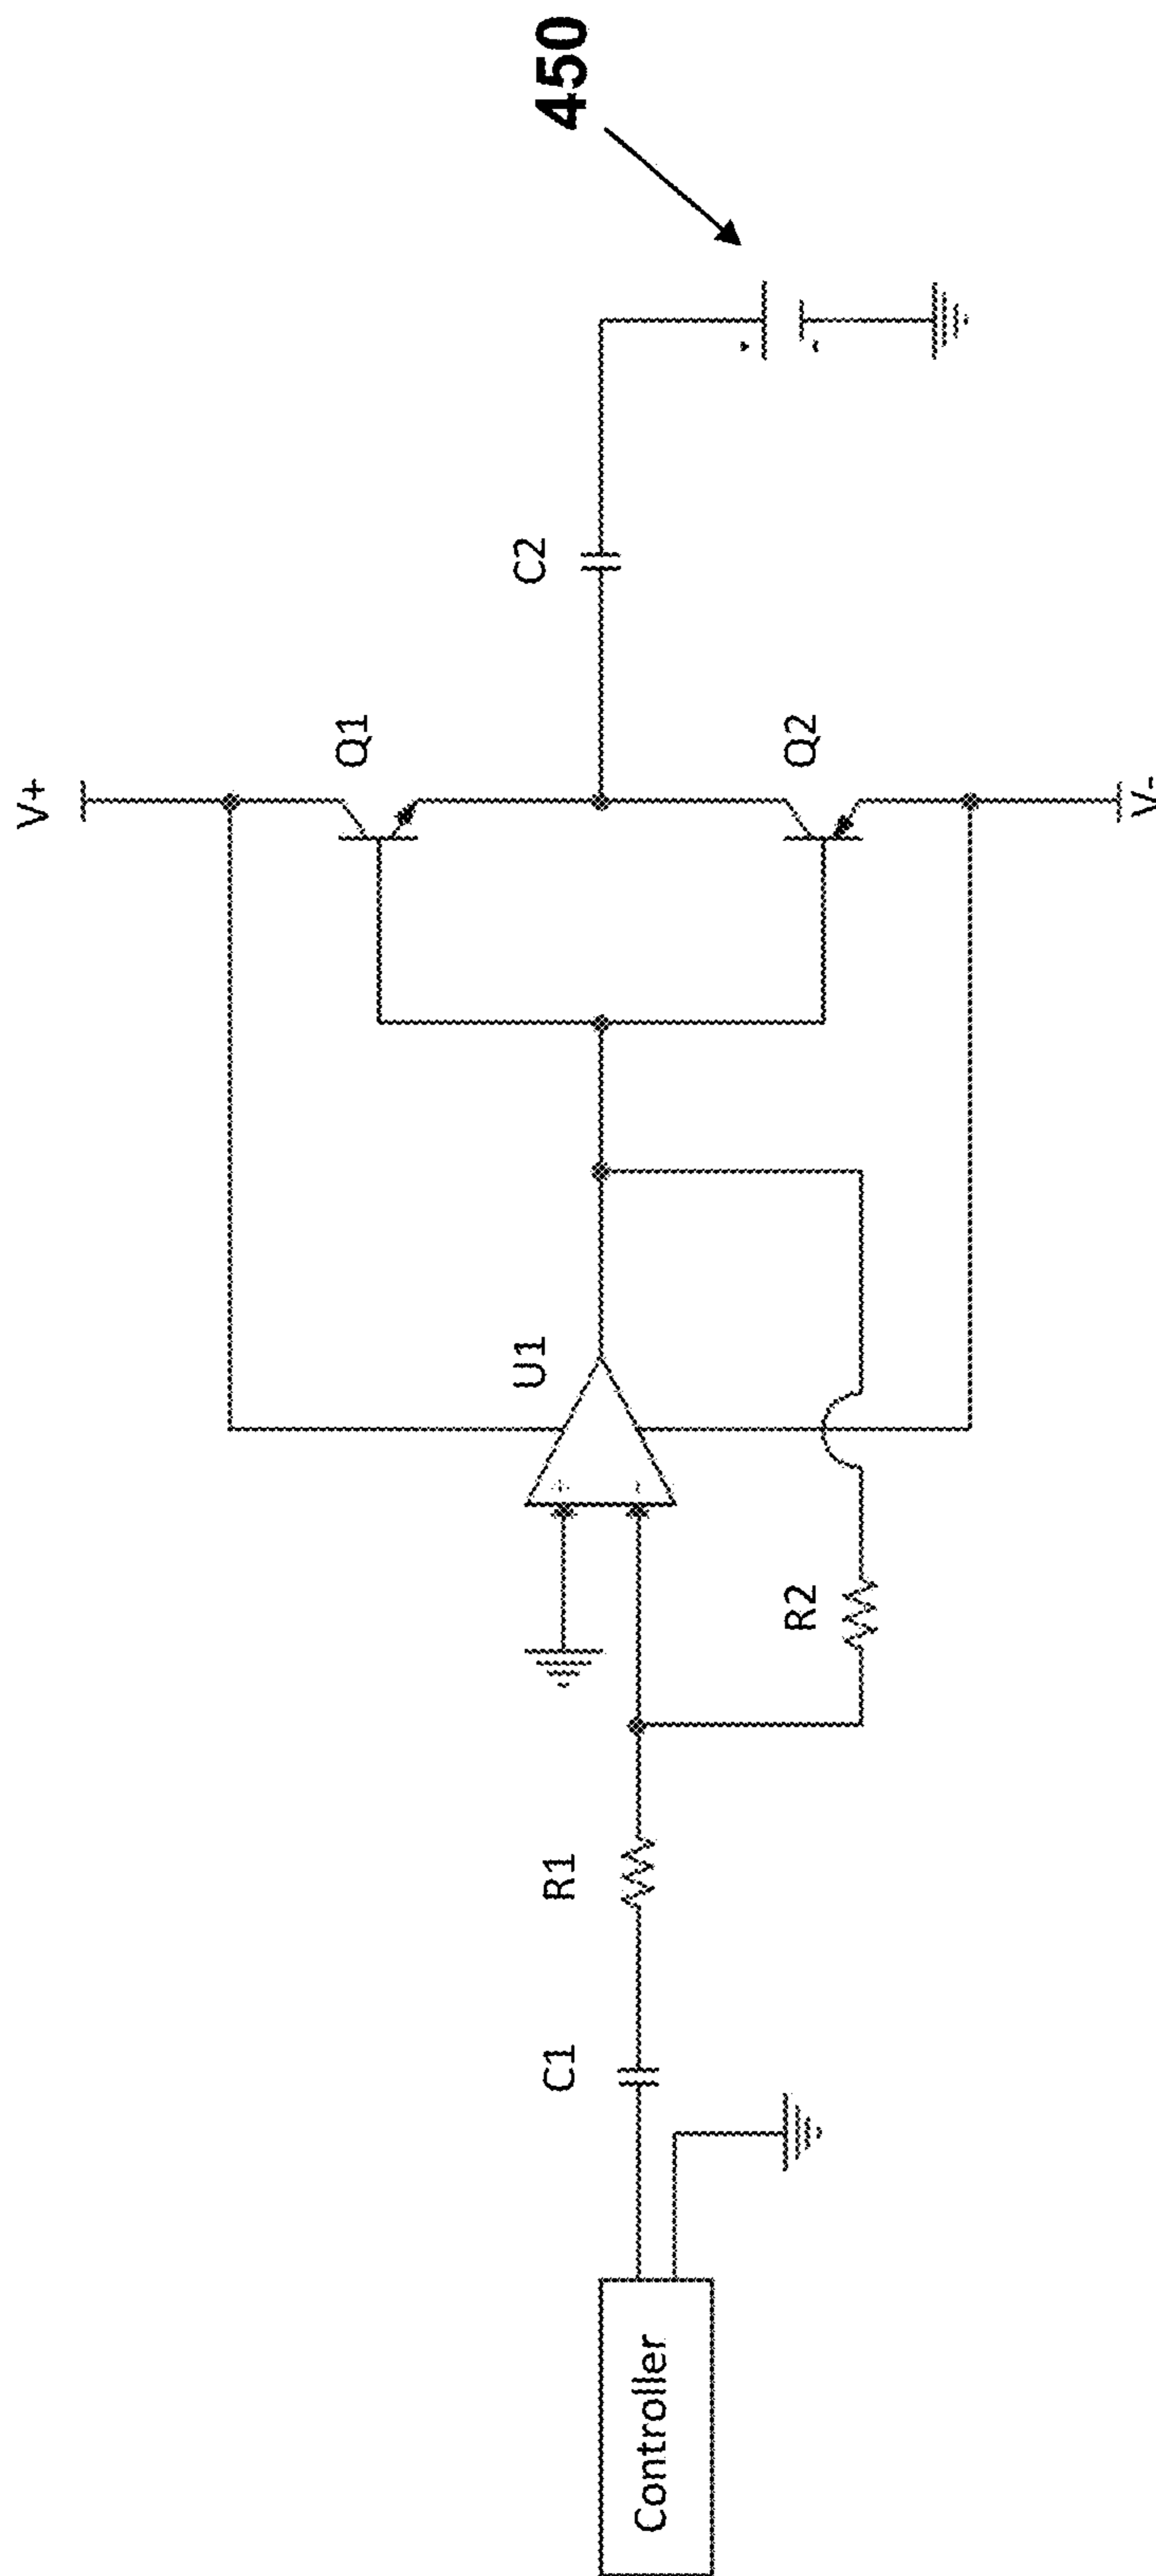 450
V+
Q1
C2
Q2
V-
U1
+
-
R2
R1
C1
Controller